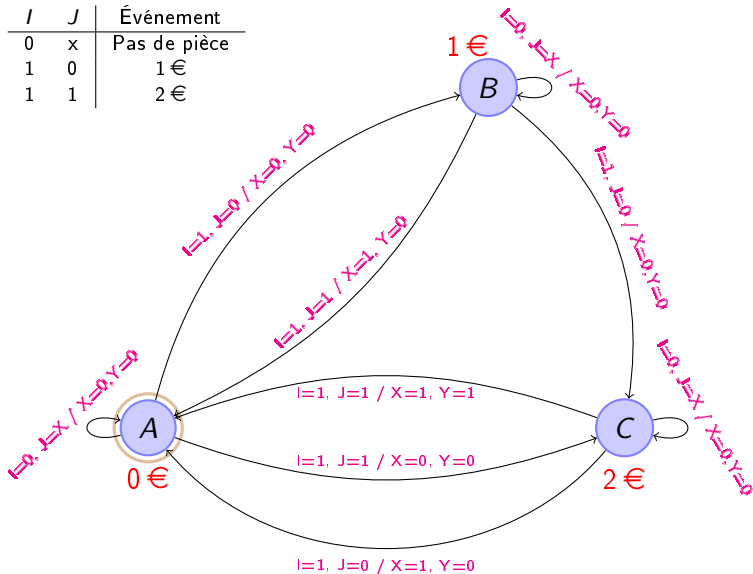 I J Événement
0 x Pas de pièce
1 0 1 €
1 1 2 €
1 €
B
I=0, J=X / X=0,Y=0
I=1, J=0 / X=0, Y=0
I=1, J=0 / X=0,Y=0
I=1, J=1 / X=1, Y=0
I=0, J=X / X=0,Y=0
I=0, J=X / X=0,Y=0
I=1, J=1 / X=1, Y=1
A
C
I=1, J=1 / X=0, Y=0
0 €
2 €
I=1, J=0 / X=1, Y=0